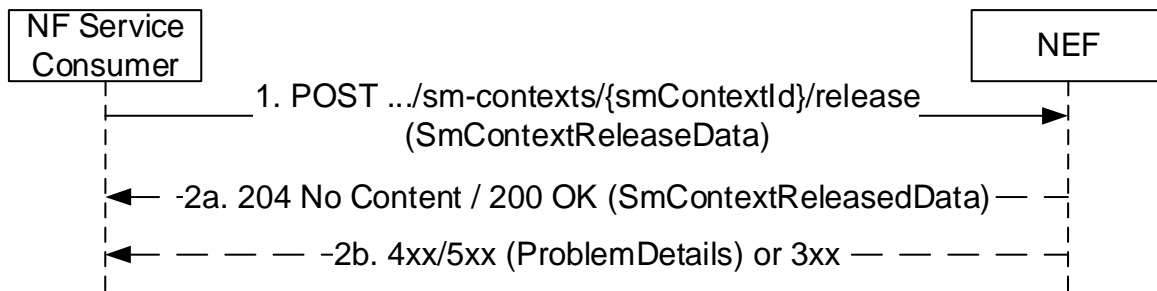 NF Service
Consumer
NEF
1. POST .../sm-contexts/{smContextId}/release
(SmContextReleaseData)
2a. 204 No Content / 200 OK (SmContextReleasedData)
2b. 4xx/5xx (ProblemDetails) or 3xx